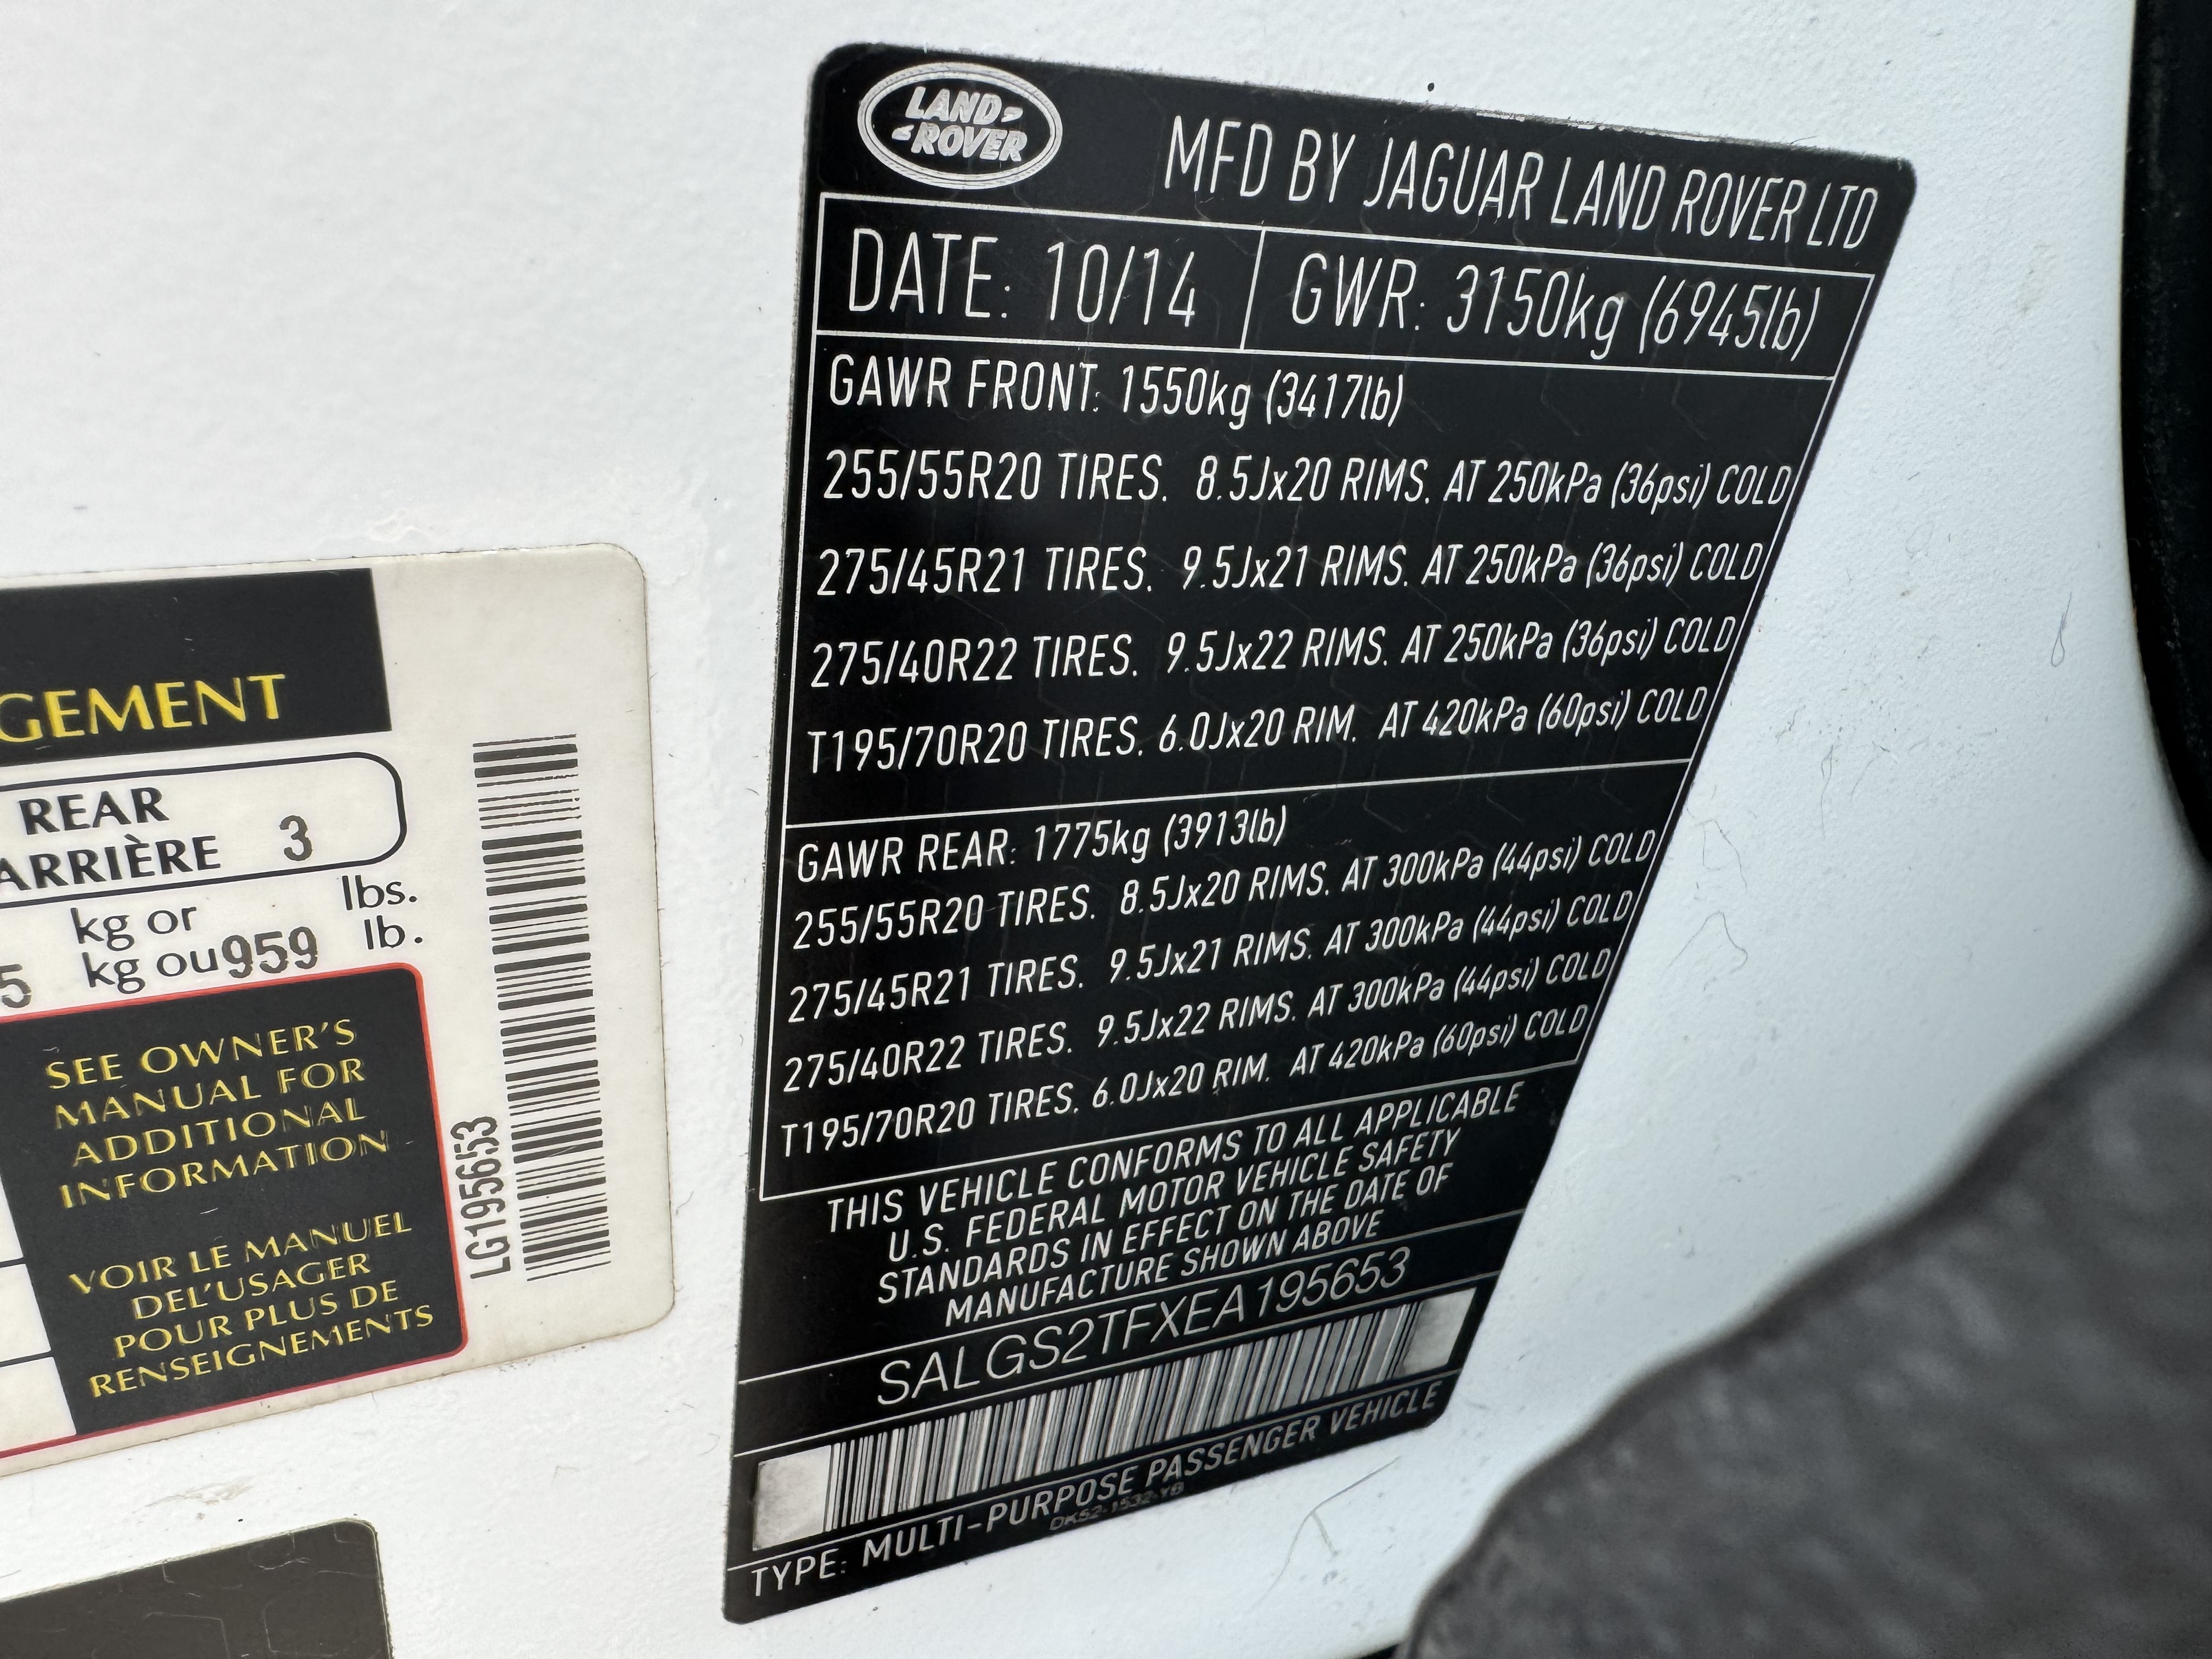 LAND-
-ROVER
MFD BY JAGUAR LAND ROVER LTD
DATE: 10/14
GWR: 3150kg (6945lb)
GAWR FRONT: 1550kg (3417lb)
255/55R20 TIRES. 8.5Jx20 RIMS. AT 250kPa (36psi) COLD
275/45R21 TIRES. 9.5Jx21 RIMS. AT 250kPa (36psi) COLD
275/40R22 TIRES. 9.5Jx22 RIMS. AT 250kPa (36psi) COLD
T195/70R20 TIRES. 6.0Jx20 RIM. AT 420kPa (60psi) COLD
GAWR REAR: 1775kg (3913lb)
255/55R20 TIRES. 8.5Jx20 RIMS. AT 300kPa (44psi) COLD
275/45R21 TIRES. 9.5Jx21 RIMS. AT 300kPa (44psi) COLD
275/40R22 TIRES. 9.5Jx22 RIMS. AT 300kPa (44psi) COLD
T195/70R20 TIRES. 6.0Jx20 RIM. AT 420kPa (60psi) COLD
THIS VEHICLE CONFORMS TO ALL APPLICABLE
U.S. FEDERAL MOTOR VEHICLE SAFETY
STANDARDS IN EFFECT ON THE DATE OF
MANUFACTURE SHOWN ABOVE
SALGS2TFXEA195653
TYPE: MULTI-PURPOSE PASSENGER VEHICLE
DK52-1532-YB
GEMENT
REAR
ARRIÈRE 3
kg or lbs.
5 kg ou 959 lb.
SEE OWNER'S
MANUAL FOR
ADDITIONAL
INFORMATION
VOIR LE MANUEL
DEL'USAGER
POUR PLUS DE
RENSEIGNEMENTS
LG195653